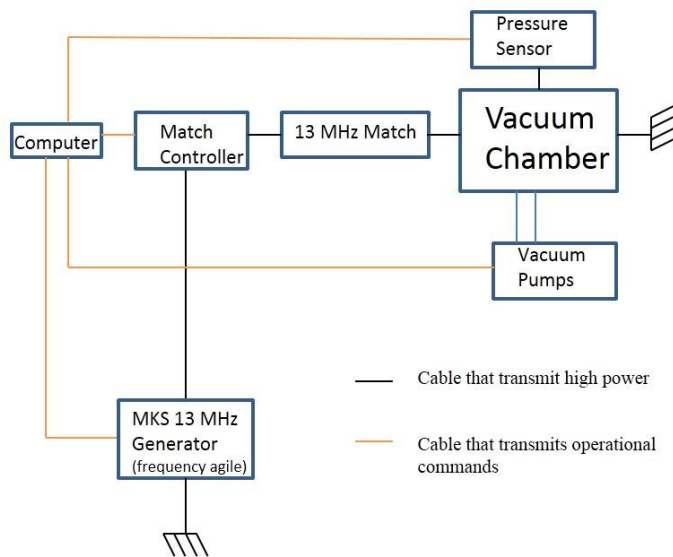 Pressure
Sensor
Computer
Match
Controller
13 MHz Match
Vacuum
Chamber
Vacuum
Pumps
MKS 13 MHz
Generator
(frequency agile)
Cable that transmit high power
Cable that transmits operational
commands